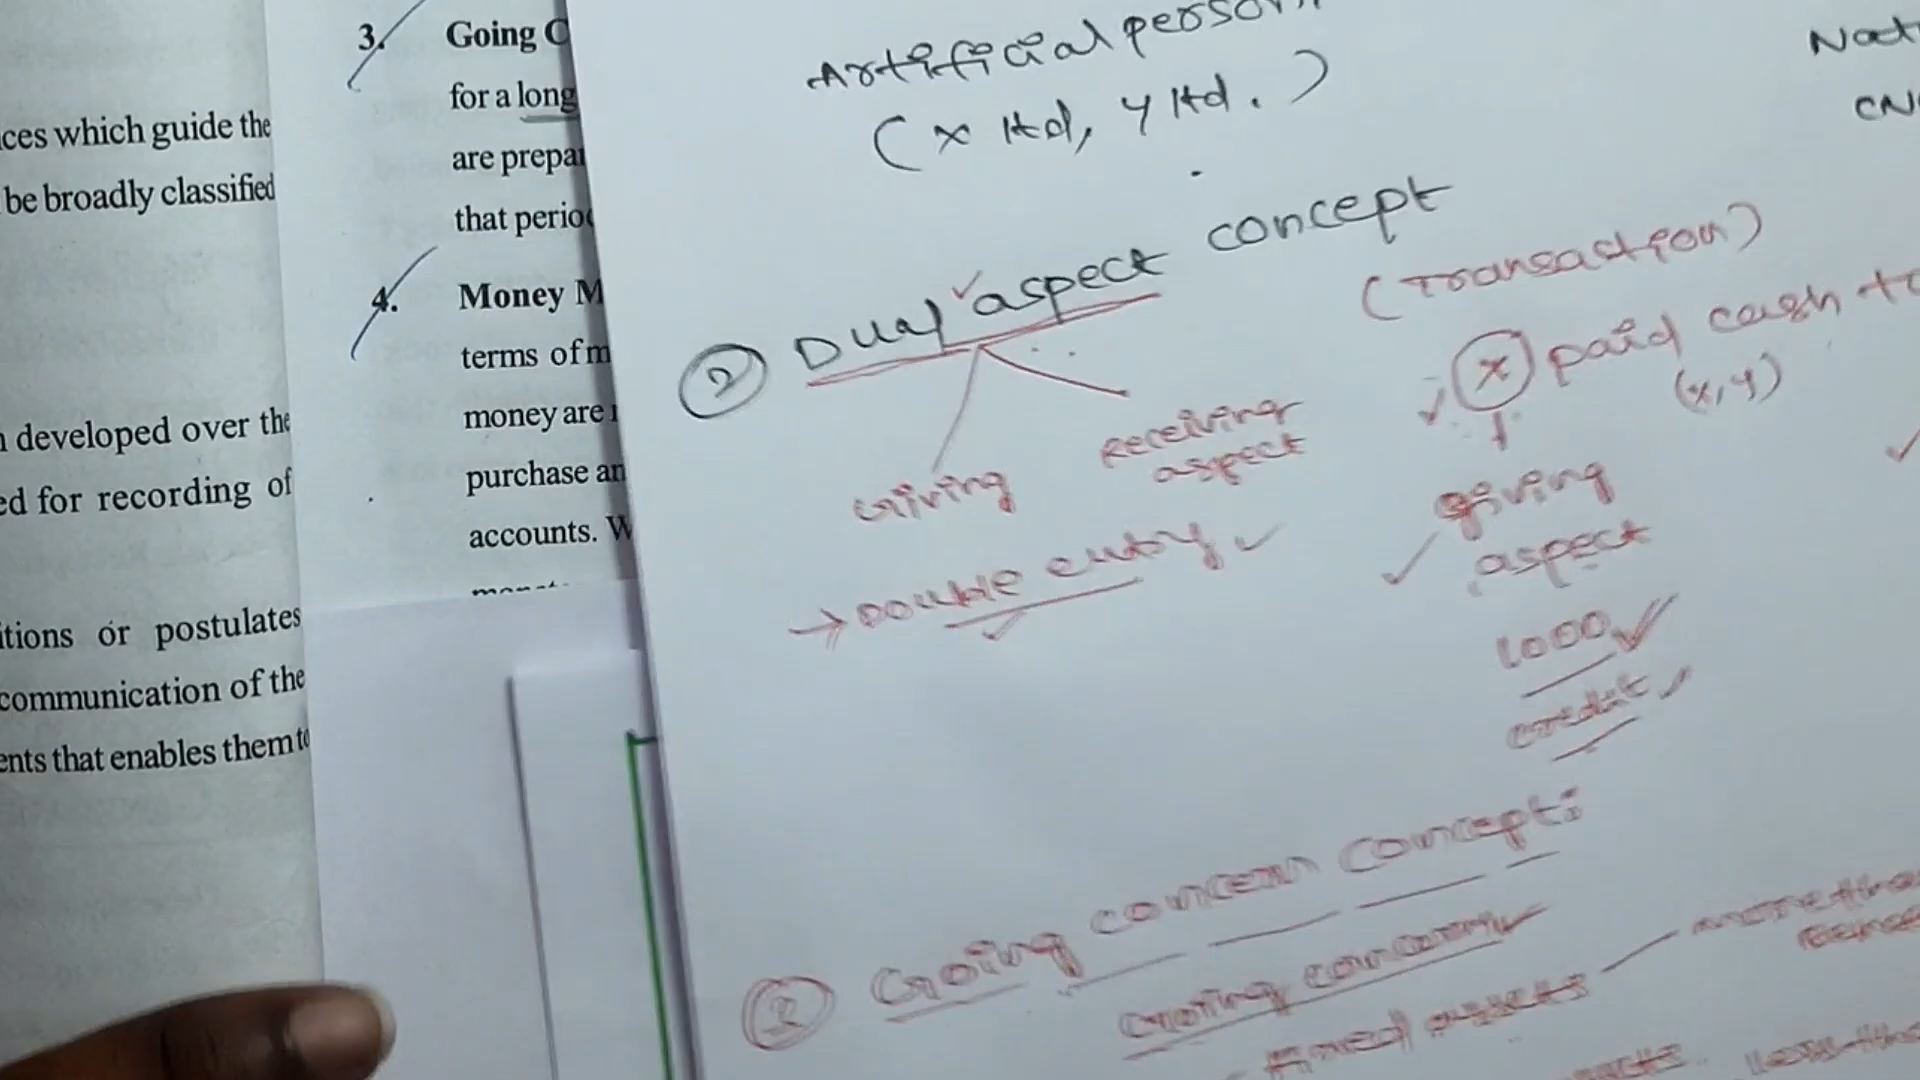 ces which guide the
be broadly classified
developed over the
ed for recording of
itions or postulates
communication of the
ents that enables them to
3. Going C
for a long
are prepar
that perio
4. Money M
terms of m
money are
purchase an
accounts. W
Artificial person
(x ltd, y ltd.)
2 Dual aspect concept
Giving
Receiving
aspect
→ Double entry
(Transaction)
x paid cash to
(x, y)
giving
aspect
1000
credit
Going concern concept:
Going concern
fixed assets